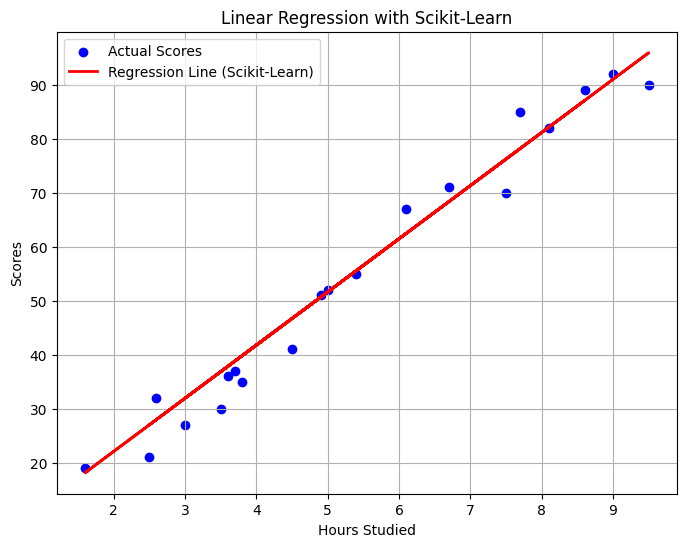 Linear Regression with Scikit-Learn
Actual Scores
Regression Line (Scikit-Learn)
90
80
70
60
50
40
30
20
Scores
2 3 4 5 6 7 8 9
Hours Studied